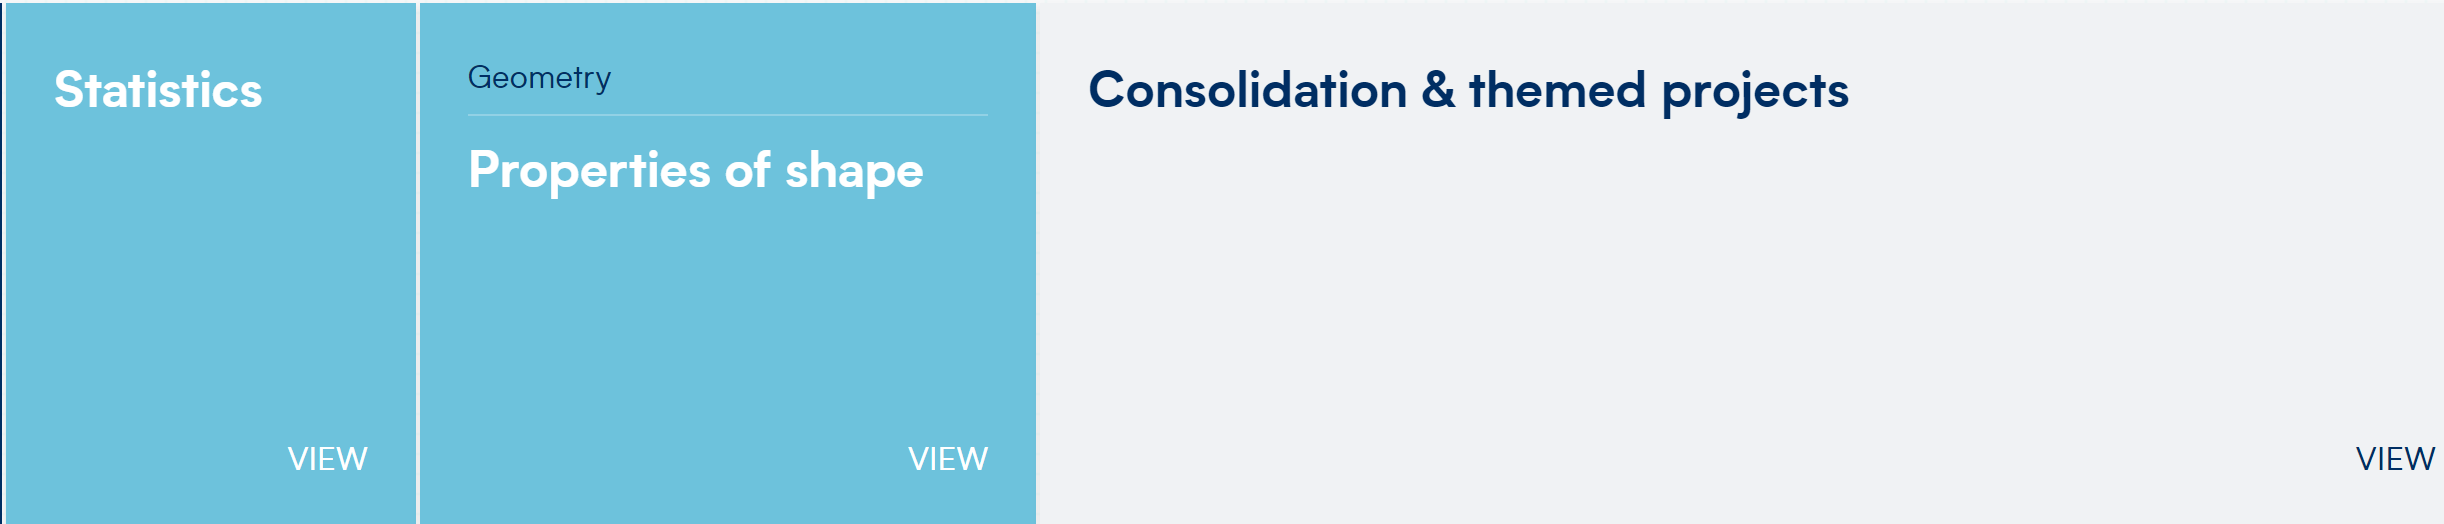 Statistics
VIEW
Geometry
Properties of shape
VIEW
Consolidation & themed projects
VIEW